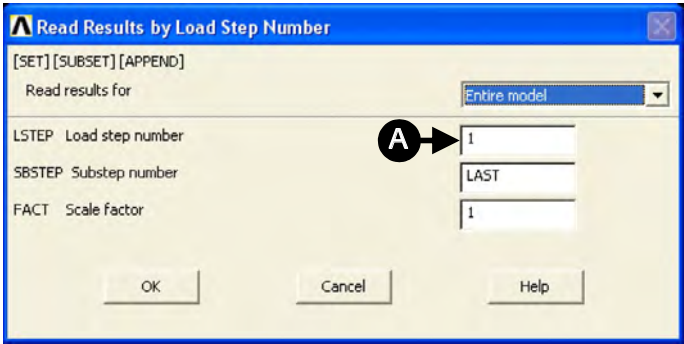 Read Results by Load Step Number
[SET] [SUBSET] [APPEND]
Read results for Entire model
LSTEP Load step number A 1
SBSTEP Substep number LAST
FACT Scale factor 1
OK Cancel Help